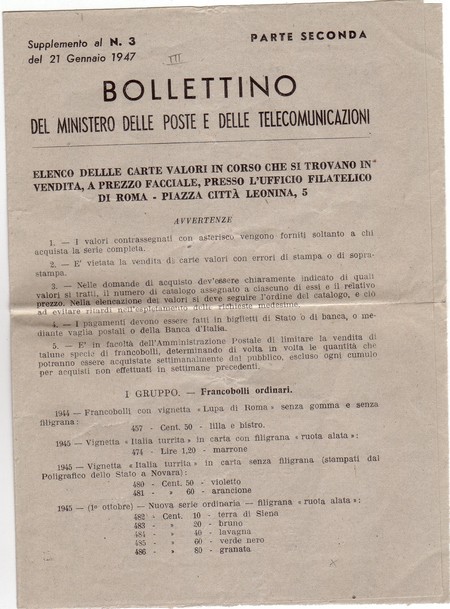 Supplemento al N. 3
PARTE SECONDA
del 21 Gennaio 1947
III
BOLLETTINO
DEL MINISTERO DELLE POSTE E DELLE TELECOMUNICAZIONI
ELENCO DELLLE CARTE VALORI IN CORSO CHE SI TROVANO IN
VENDITA, A PREZZO FACCIALE, PRESSO L'UFFICIO FILATELICO
DI ROMA - PIAZZA CITTÀ LEONINA, 5
AVVERTENZE
1. — I valori contrassegnati con asterisco vengono forniti soltanto a chi
acquista la serie completa.
2. — E' vietata la vendita di carte valori con errori di stampa o di sopra-
stampa.
3. — Nelle domande di acquisto dev'essere chiaramente indicato di quali
valori si tratti, il numero di catalogo assegnato a ciascuno di essi e il relativo
prezzo. Nella elencazione dei valori si deve seguire l'ordine del catalogo, e ciò
ad evitare ritardi nell'espletamento delle richieste medesime.
4. — I pagamenti devono essere fatti in biglietti di Stato o di banca, o me-
diante vaglia postali o della Banca d'Italia.
5. — E' in facoltà dell'Amministrazione Postale di limitare la vendita di
talune specie di francobolli, determinando di volta in volta le quantità che
potranno essere acquistate settimanalmente dal pubblico, escluso ogni cumulo
per acquisti non effettuati in settimane precedenti.
I GRUPPO. — Francobolli ordinari.
1944 — Francobolli con vignetta «Lupa di Roma» senza gomma e senza
filigrana:
457 - Cent. 50 - lilla e bistro.
1945 — Vignetta «Italia turrita» in carta con filigrana «ruota alata»:
474 - Lire 1,20 - marrone
1945 — Vignetta «Italia turrita» in carta senza filigrana (stampati dal
Poligrafico dello Stato a Novara):
480 - Cent. 50 - violetto
481 - » 60 - arancione
1945 — (1º ottobre) — Nuova serie ordinaria — filigrana "ruota alata»:
482 - Cent. 10 - terra di Siena
483 - » 20 - bruno
484 - » 40 - lavagna
485 - » 60 - verde nero
486 - » 80 - granata